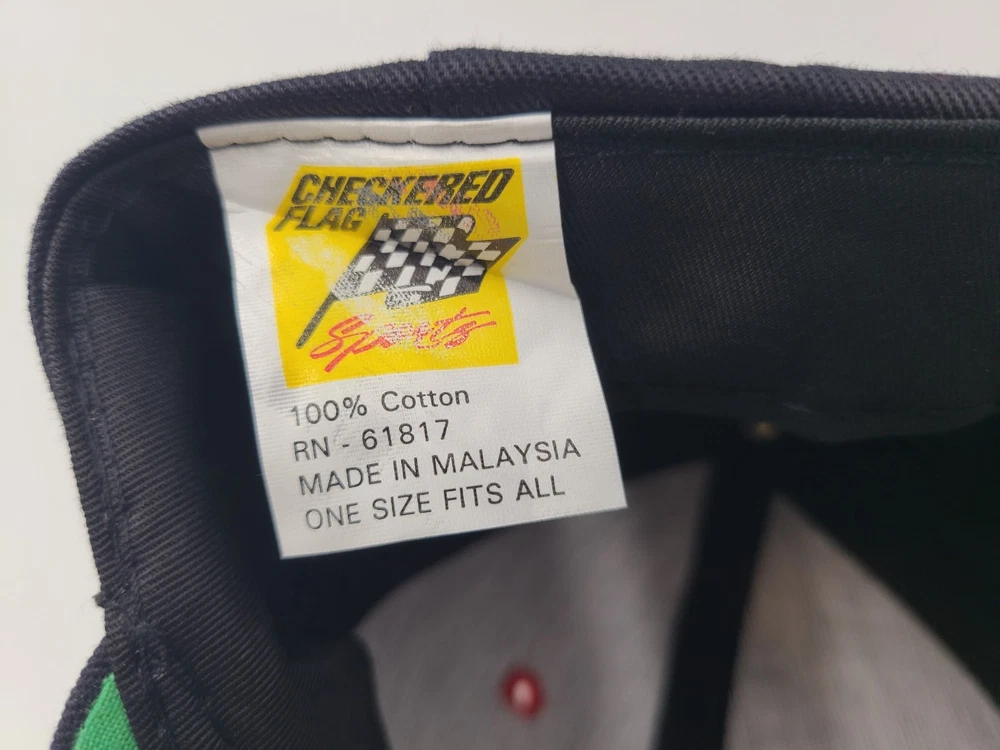 CHECKERED
FLAG
Sports
100% Cotton
RN - 61817
MADE IN MALAYSIA
ONE SIZE FITS ALL